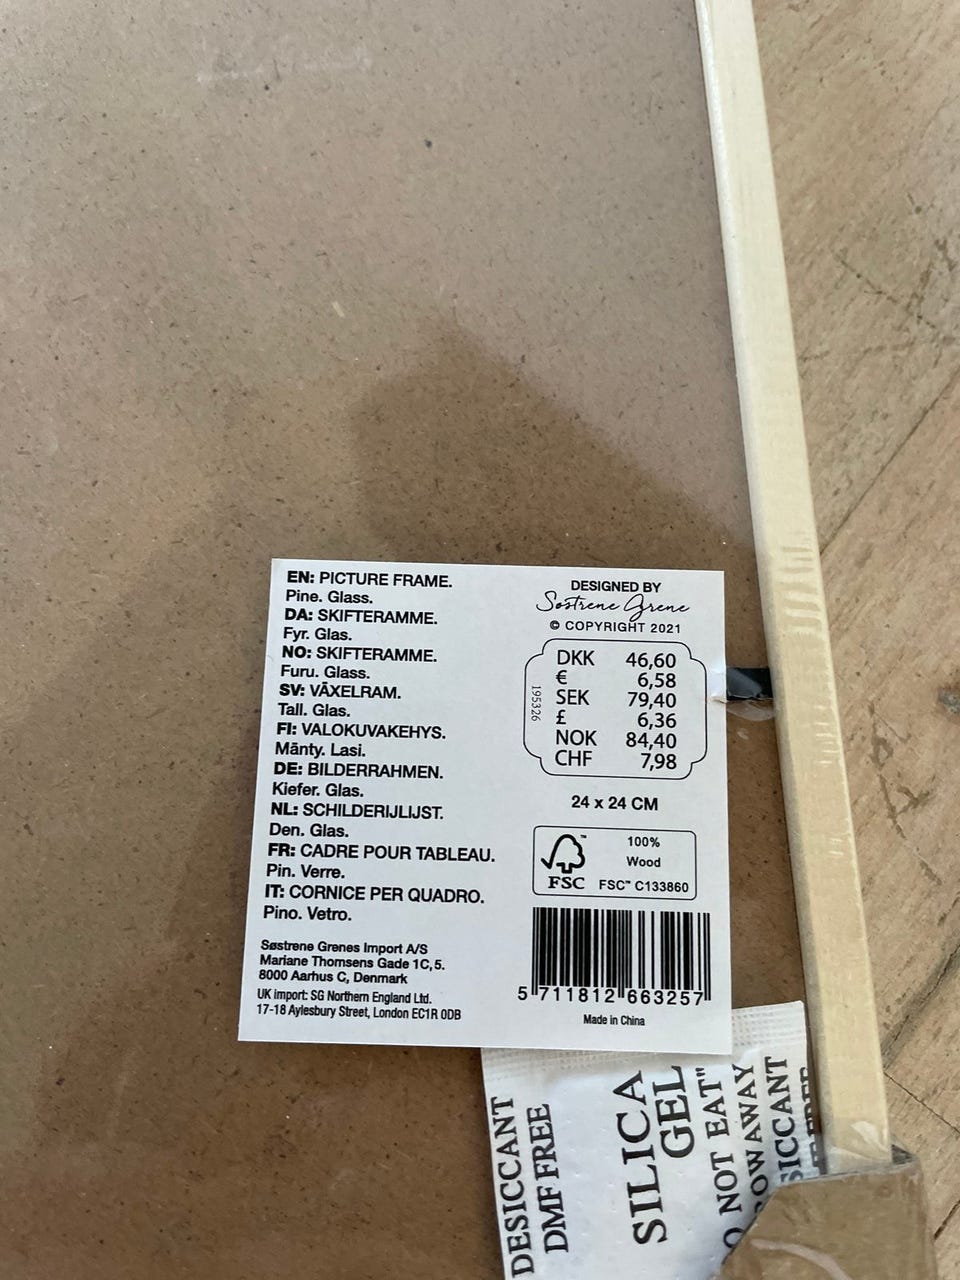 EN: PICTURE FRAME.
Pine. Glass.
DA: SKIFTERAMME.
Fyr. Glas.
NO: SKIFTERAMME.
Furu. Glass.
SV: VÄXELRAM.
Tall. Glas.
FI: VALOKUVAKEHYS.
Mänty. Lasi.
DE: BILDERRAHMEN.
Kiefer. Glas.
NL: SCHILDERIJLIJST.
Den. Glas.
FR: CADRE POUR TABLEAU.
Pin. Verre.
IT: CORNICE PER QUADRO.
Pino. Vetro.
Søstrene Grenes Import A/S
Mariane Thomsens Gade 1C, 5.
8000 Aarhus C, Denmark
UK import: SG Northern England Ltd.
17-18 Aylesbury Street, London EC1R 0DB
DESIGNED BY
Søstrene Grene
© COPYRIGHT 2021
195326
DKK 46,60
€ 6,58
SEK 79,40
£ 6,36
NOK 84,40
CHF 7,98
24 x 24 CM
FSC™
100%
Wood
FSC™ C133860
5 711812 663257
Made in China
DESICCANT
DMF FREE
SILICA
GEL
O NOT EAT"
OWAWAY
SICCANT